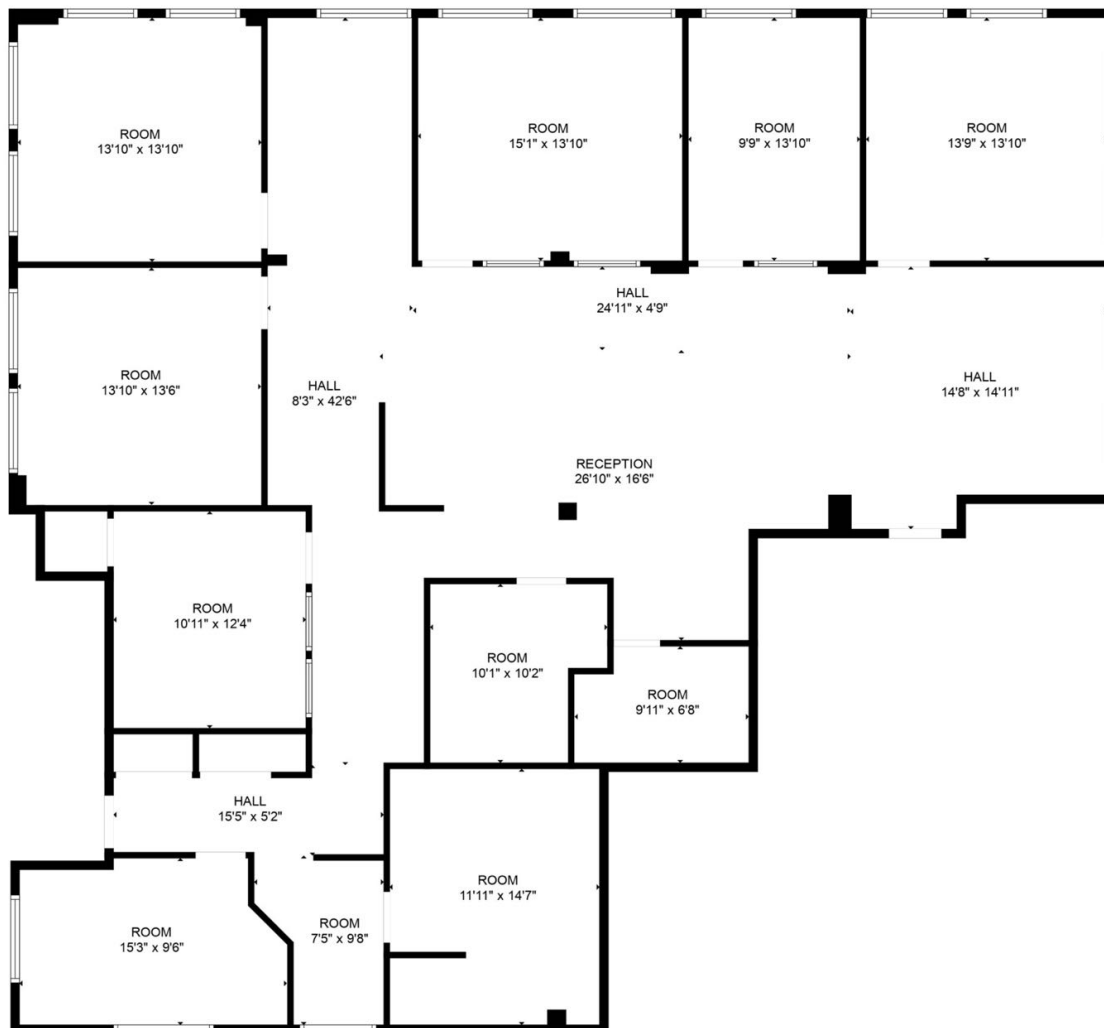 ROOM
13'10" x 13'10"
ROOM
15'1" x 13'10"
ROOM
9'9" x 13'10"
ROOM
13'9" x 13'10"
HALL
24'11" x 4'9"
ROOM
13'10" x 13'6"
HALL
8'3" x 42'6"
HALL
14'8" x 14'11"
RECEPTION
26'10" x 16'6"
ROOM
10'11" x 12'4"
ROOM
10'1" x 10'2"
ROOM
9'11" x 6'8"
HALL
15'5" x 5'2"
ROOM
11'11" x 14'7"
ROOM
15'3" x 9'6"
ROOM
7'5" x 9'8"